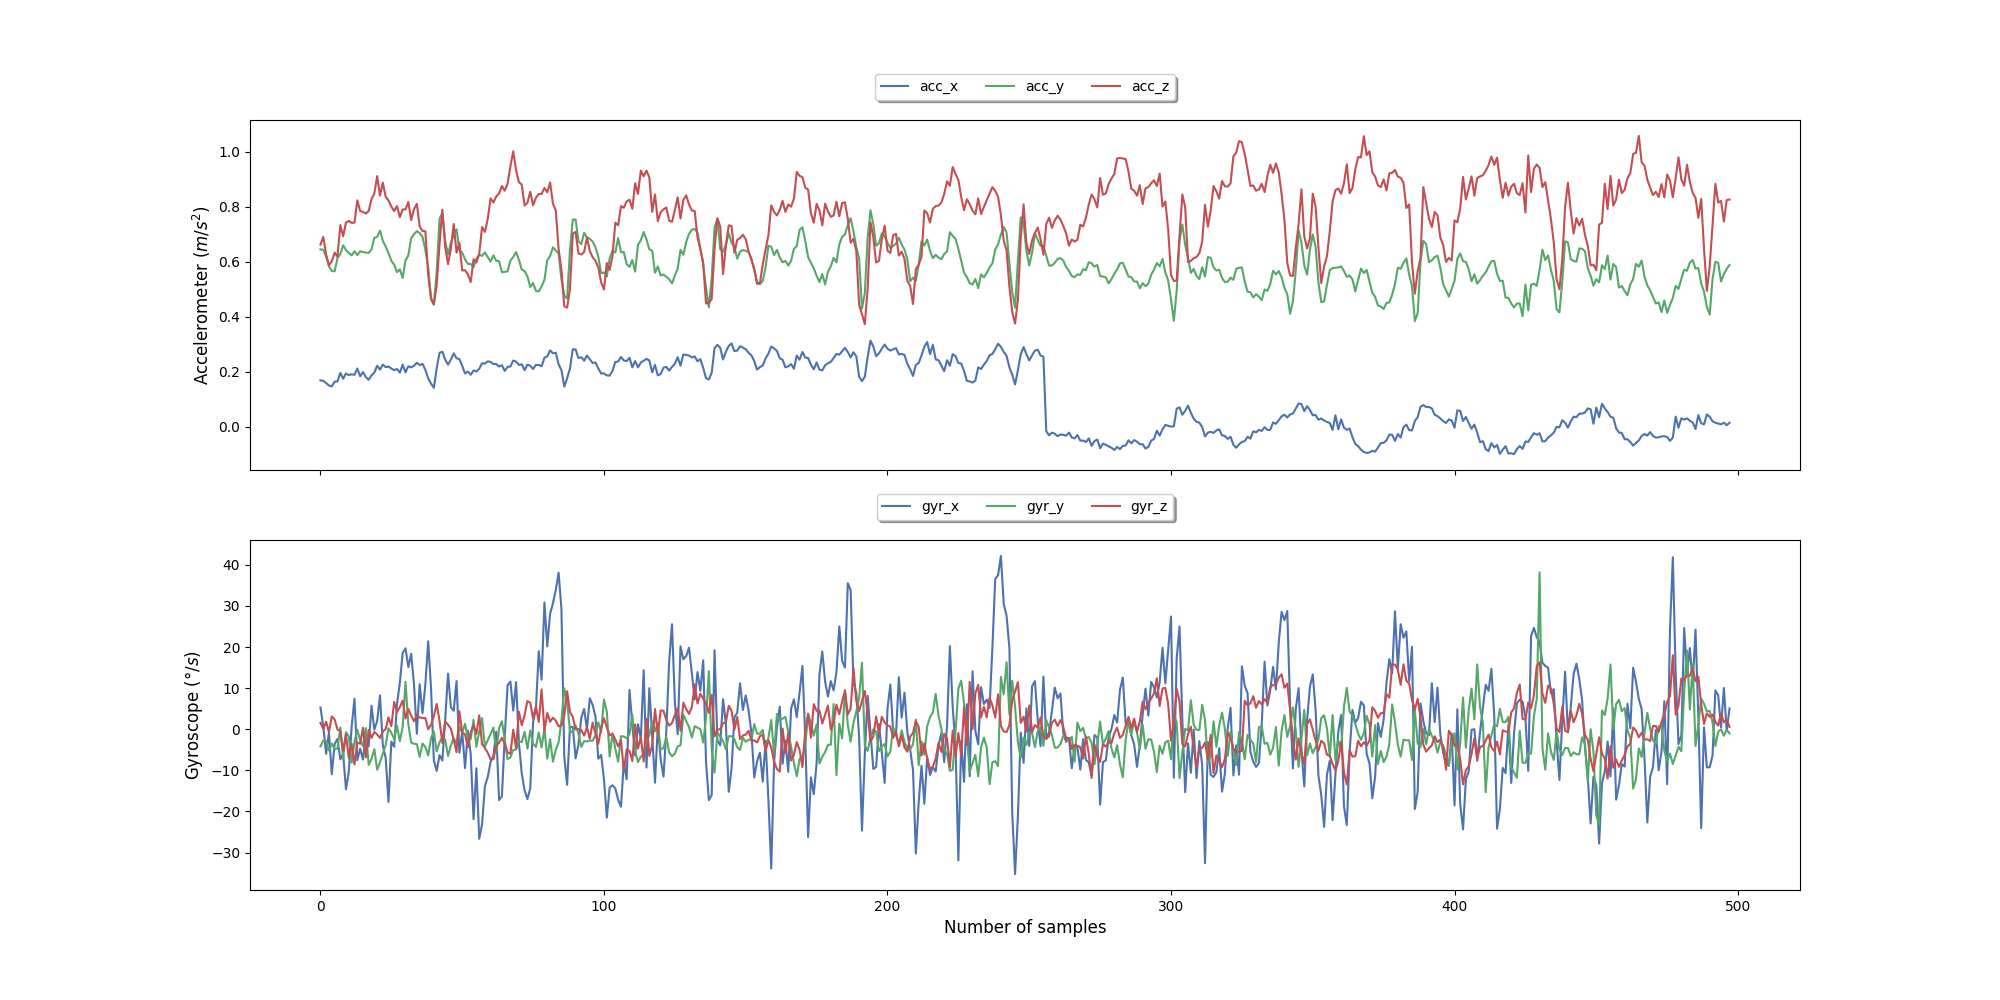 acc_x acc_y acc_z
Accelerometer (m/s²)
1.0
0.8
0.6
0.4
0.2
0.0
gyr_x gyr_y gyr_z
Gyroscope (°/s)
40
30
20
10
0
−10
−20
−30
0 100 200 300 400 500
Number of samples